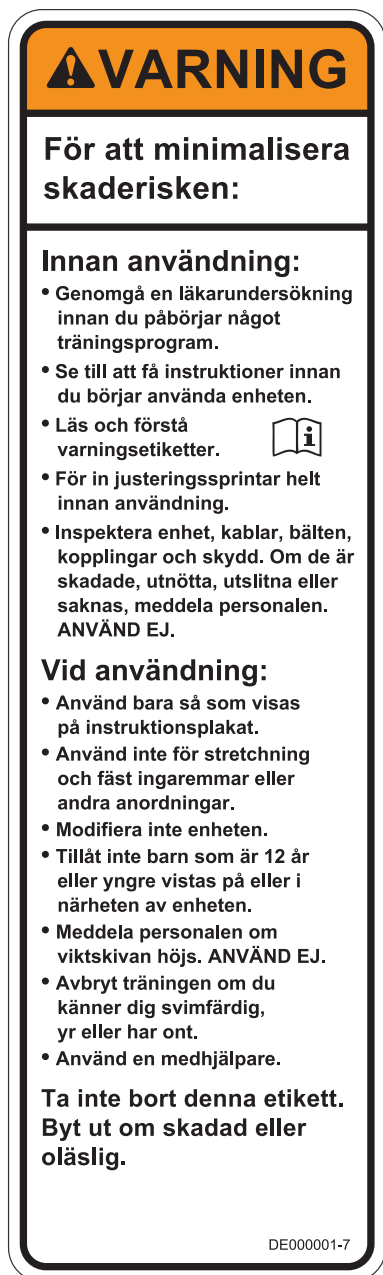 VARNING
För att minimalisera
skaderisken:
Innan användning:
• Genomgå en läkarundersökning
innan du påbörjar något
träningsprogram.
• Se till att få instruktioner innan
du börjar använda enheten.
• Läs och förstå
varningsetiketter.
• För in justeringssprintar helt
innan användning.
• Inspektera enhet, kablar, bälten,
kopplingar och skydd. Om de är
skadade, utnötta, utslitna eller
saknas, meddela personalen.
ANVÄND EJ.
Vid användning:
• Använd bara så som visas
på instruktionsplakat.
• Använd inte för stretchning
och fäst ingaremmar eller
andra anordningar.
• Modifiera inte enheten.
• Tillåt inte barn som är 12 år
eller yngre vistas på eller i
närheten av enheten.
• Meddela personalen om
viktskivan höjs. ANVÄND EJ.
• Avbryt träningen om du
känner dig svimfärdig,
yr eller har ont.
• Använd en medhjälpare.
Ta inte bort denna etikett.
Byt ut om skadad eller
oläslig.
DE000001-7